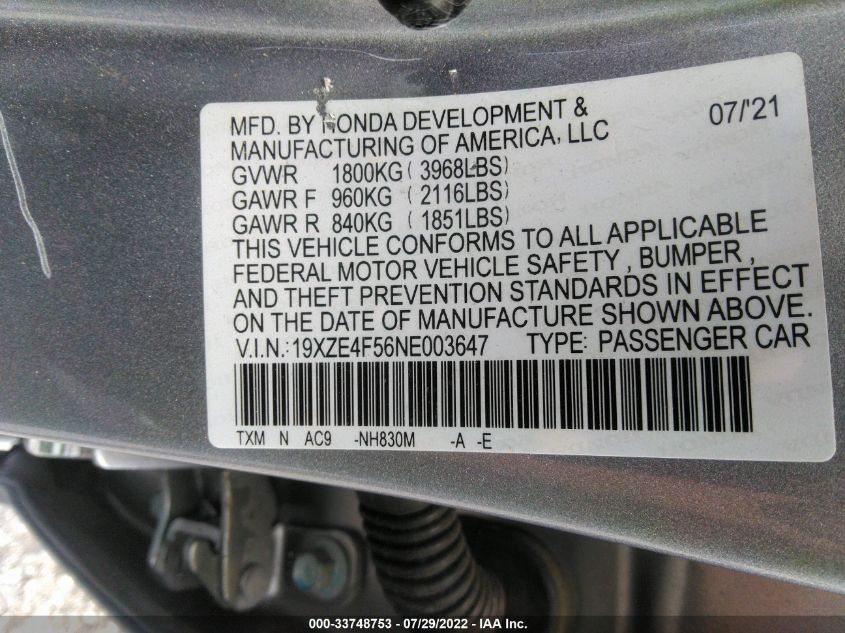 MFD. BY HONDA DEVELOPMENT & 07/'21
MANUFACTURING OF AMERICA, LLC
GVWR 1800KG ( 3968LBS)
GAWR F 960KG ( 2116LBS)
GAWR R 840KG ( 1851LBS)
THIS VEHICLE CONFORMS TO ALL APPLICABLE
FEDERAL MOTOR VEHICLE SAFETY , BUMPER ,
AND THEFT PREVENTION STANDARDS IN EFFECT
ON THE DATE OF MANUFACTURE SHOWN ABOVE.
V.I.N.: 19XZE4F56NE003647 TYPE: PASSENGER CAR
TXM N AC9 -NH830M -A -E
000-33748753 - 07/29/2022 - © IAA, Inc.